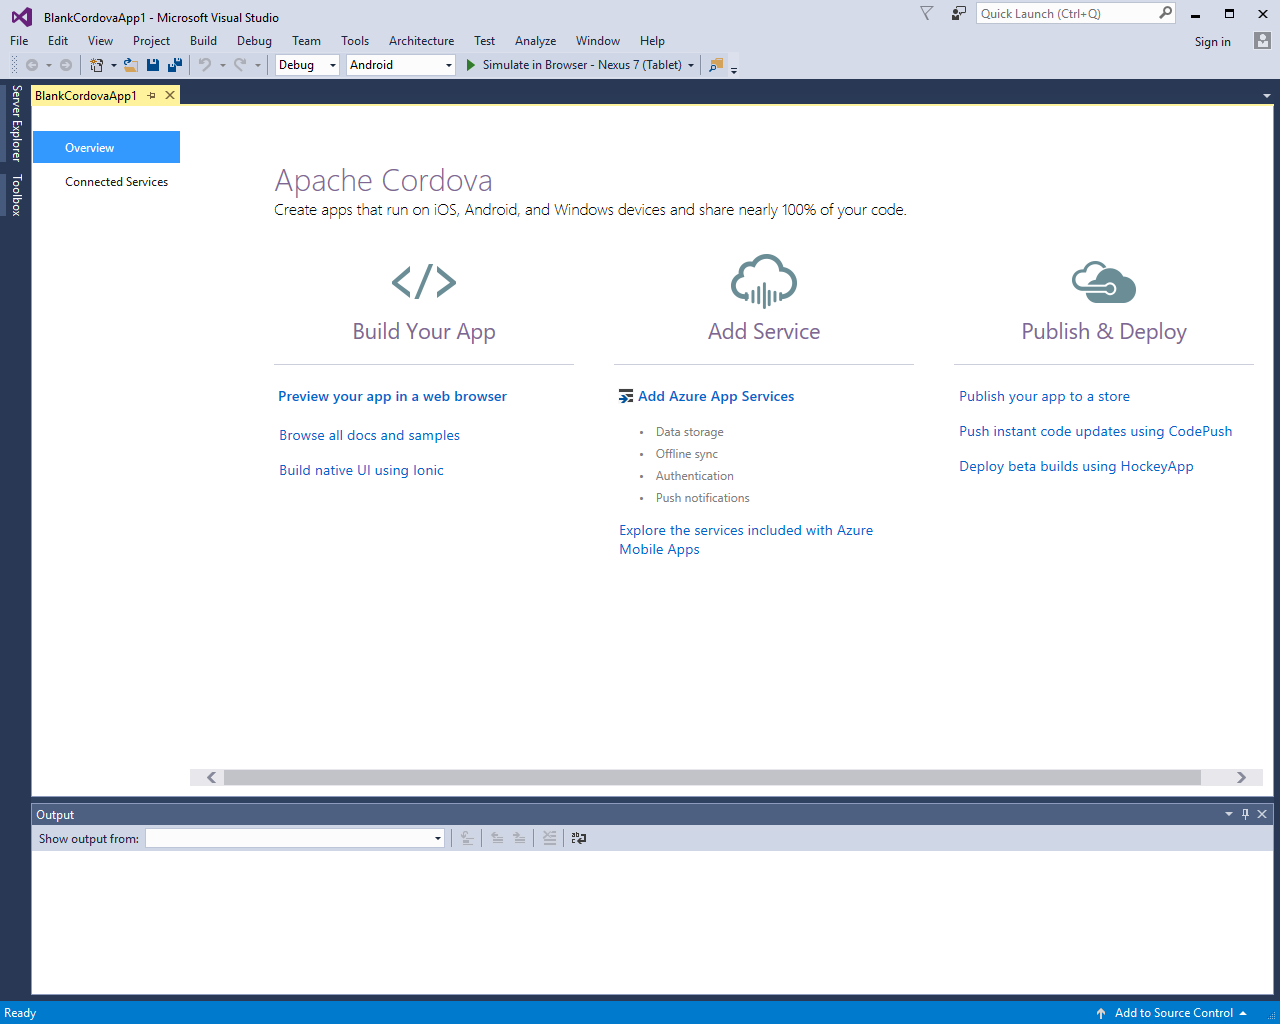 BlankCordovaApp1 - Microsoft Visual Studio
Quick Launch (Ctrl+Q)
File Edit View Project Build Debug Team Tools Architecture Test Analyze Window Help
Sign in
Debug Android Simulate in Browser - Nexus 7 (Tablet)
Server Explorer
Toolbox
BlankCordovaApp1
Overview
Connected Services
Apache Cordova
Create apps that run on iOS, Android, and Windows devices and share nearly 100% of your code.
Build Your App
Preview your app in a web browser
Browse all docs and samples
Build native UI using Ionic
Add Service
Add Azure App Services
• Data storage
• Offline sync
• Authentication
• Push notifications
Explore the services included with Azure
Mobile Apps
Publish & Deploy
Publish your app to a store
Push instant code updates using CodePush
Deploy beta builds using HockeyApp
Output
Show output from:
Ready
Add to Source Control